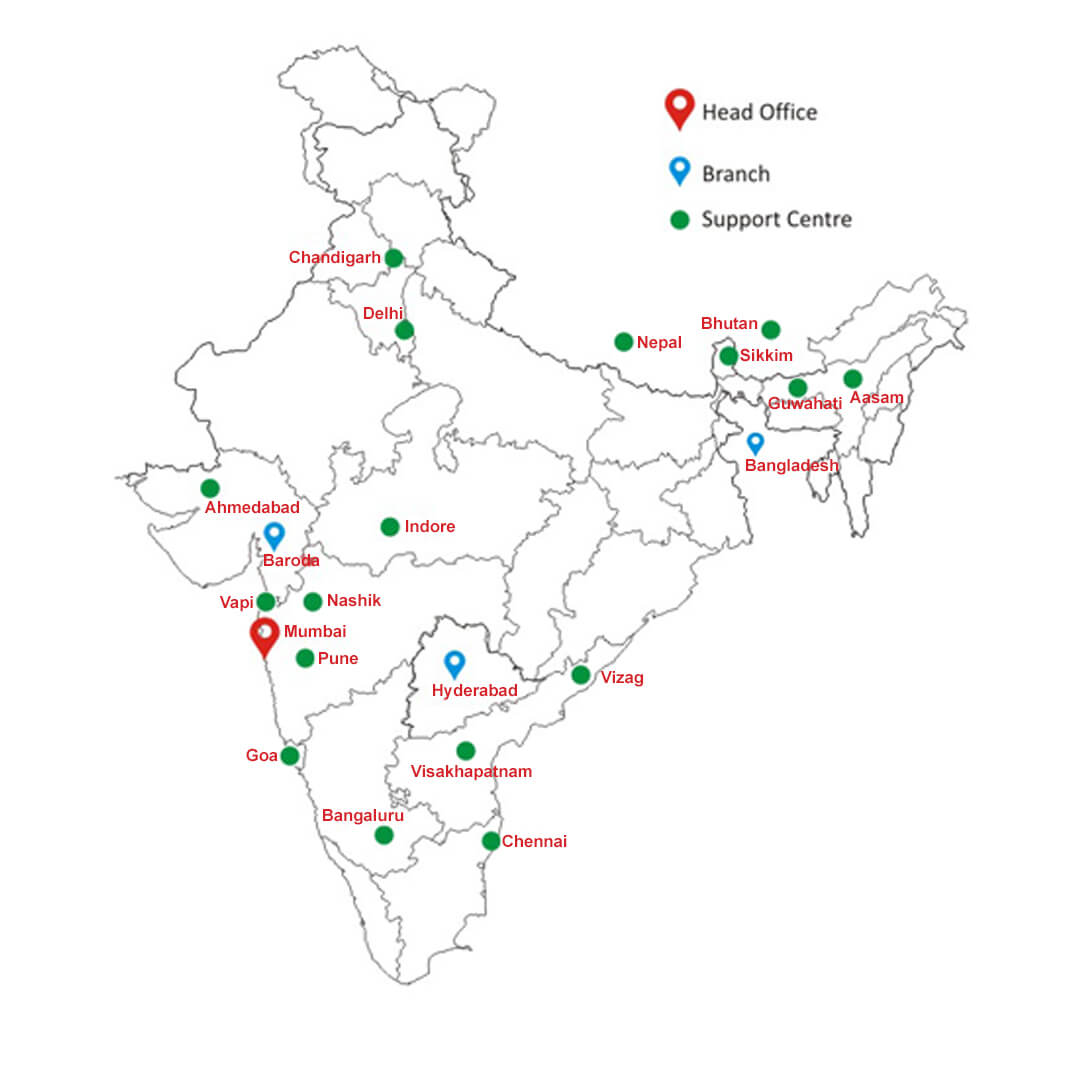 Head Office
Branch
Support Centre
Chandigarh
Delhi
Bhutan
Nepal
Sikkim
Guwahati
Aasam
Bangladesh
Ahmedabad
Indore
Baroda
Vapi
Nashik
Mumbai
Pune
Hyderabad
Vizag
Goa
Visakhapatnam
Bangaluru
Chennai